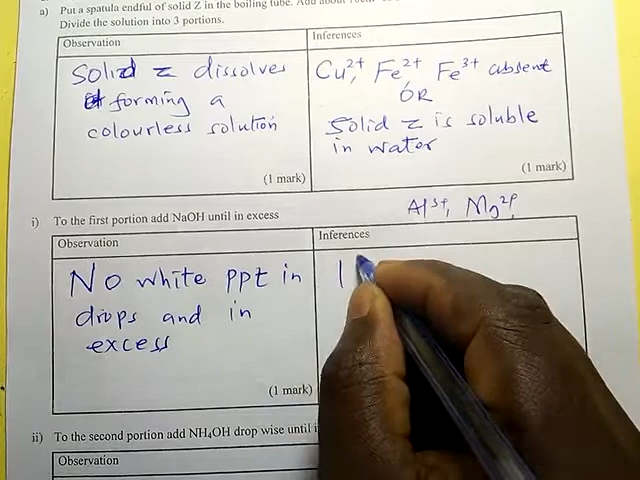 a) Put a spatula endful of solid Z in the boiling tube. Add about
Divide the solution into 3 portions.
Observation
Inferences
Solid Z dissolves
forming a
colourless solution
(1 mark)
Cu²⁺, Fe²⁺ Fe³⁺ absent
OR
Solid Z is soluble
in water
(1 mark)
Al³⁺, Mg²⁺,
i) To the first portion add NaOH until in excess
Observation
Inferences
No white ppt in
drops and in
excess
(1 mark)
ii) To the second portion add NH₄OH drop wise until
Observation